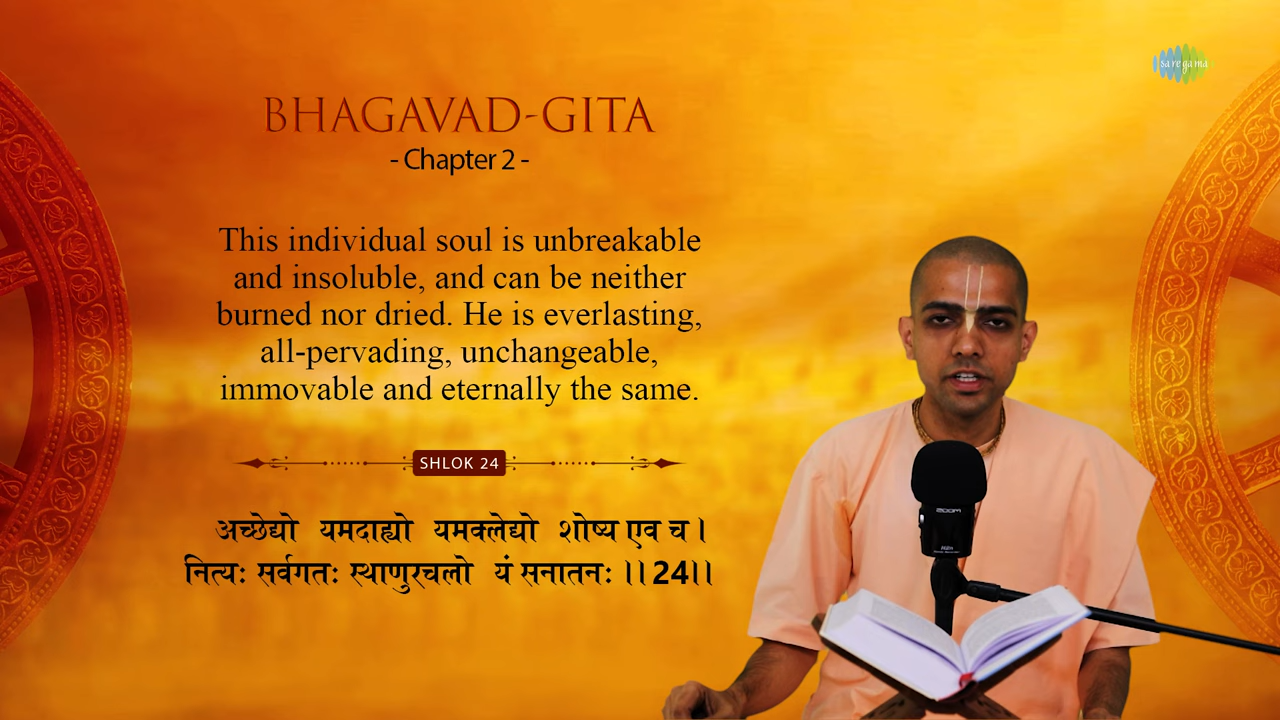 saregama
BHAGAVAD-GITA
- Chapter 2 -
This individual soul is unbreakable
and insoluble, and can be neither
burned nor dried. He is everlasting,
all-pervading, unchangeable,
immovable and eternally the same.
SHLOK 24
अच्छेद्यो यमदाह्यो यमक्लेद्यो शोष्य एव च।
नित्यः सर्वगतः स्थाणुरचलो यं सनातनः ।।24।।
ZOOM